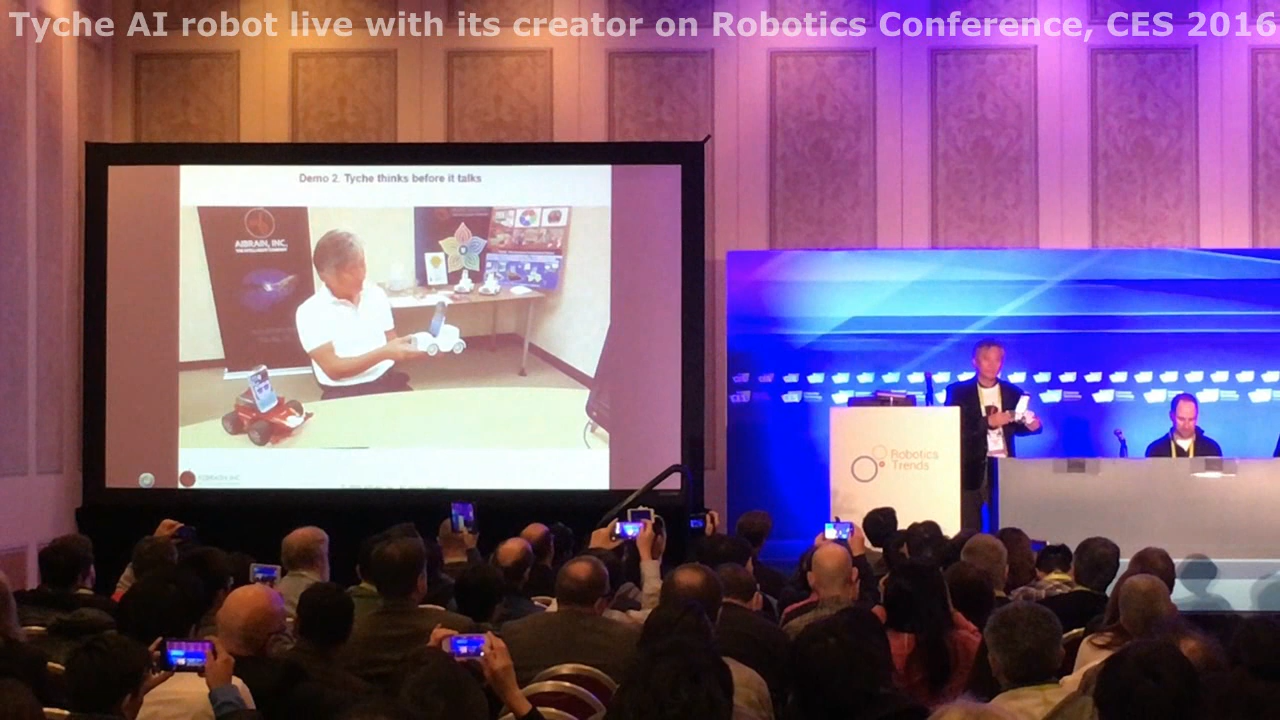 Tyche AI robot live with its creator on Robotics Conference, CES 2016
Demo 2. Tyche thinks before it talks
AIBRAIN, INC.
Robotics
Trends